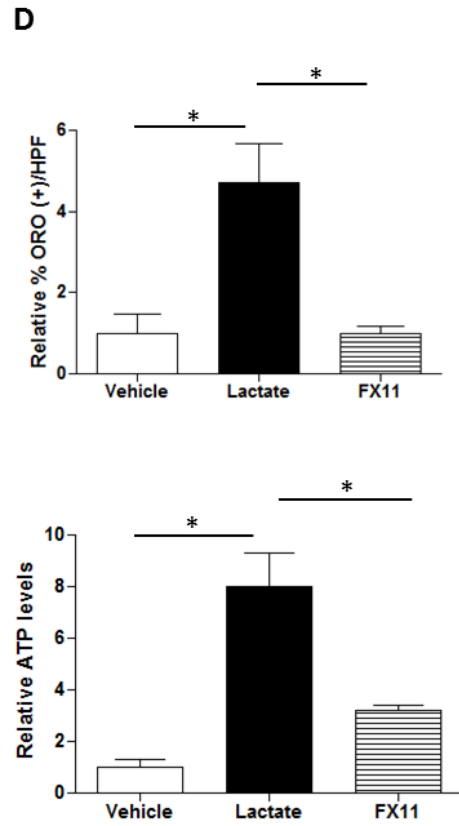 D
*
*
Relative % ORO (+)/HPF
6
4
2
0
Vehicle Lactate FX11
*
*
Relative ATP levels
10
8
6
4
2
0
Vehicle Lactate FX11